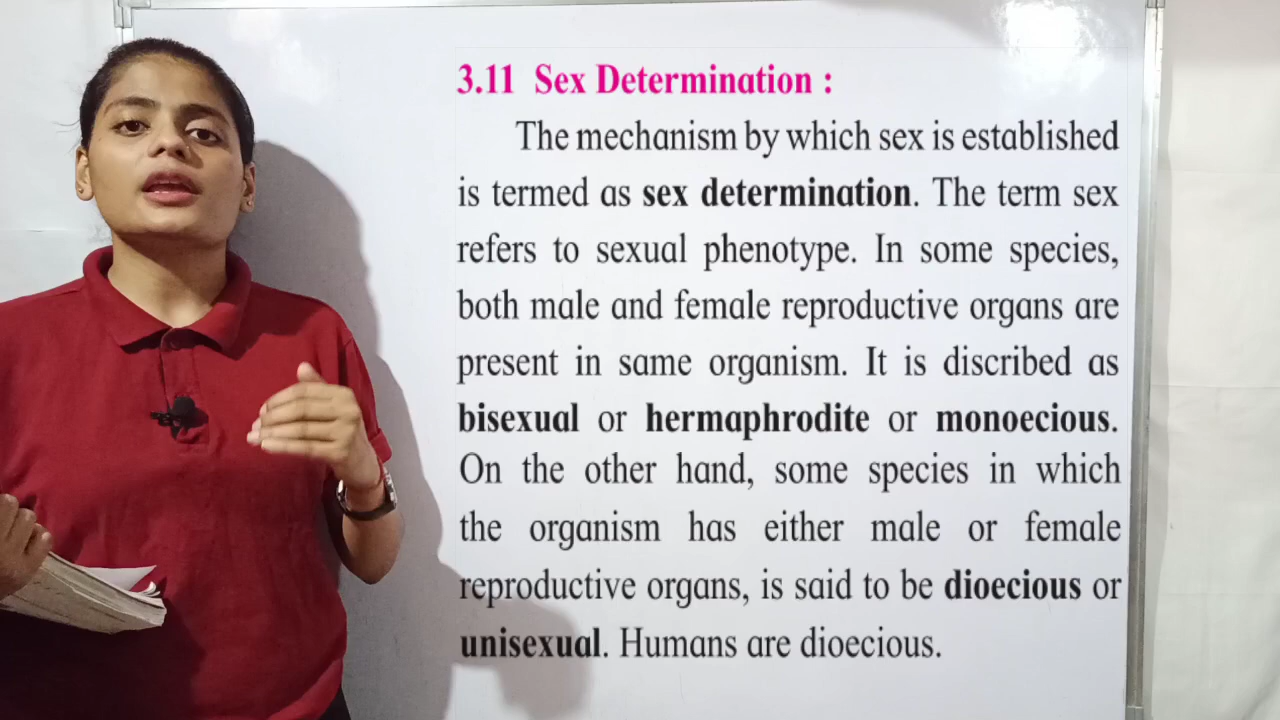 3.11 Sex Determination :
The mechanism by which sex is established
is termed as sex determination. The term sex
refers to sexual phenotype. In some species,
both male and female reproductive organs are
present in same organism. It is discribed as
bisexual or hermaphrodite or monoecious.
On the other hand, some species in which
the organism has either male or female
reproductive organs, is said to be dioecious or
unisexual. Humans are dioecious.